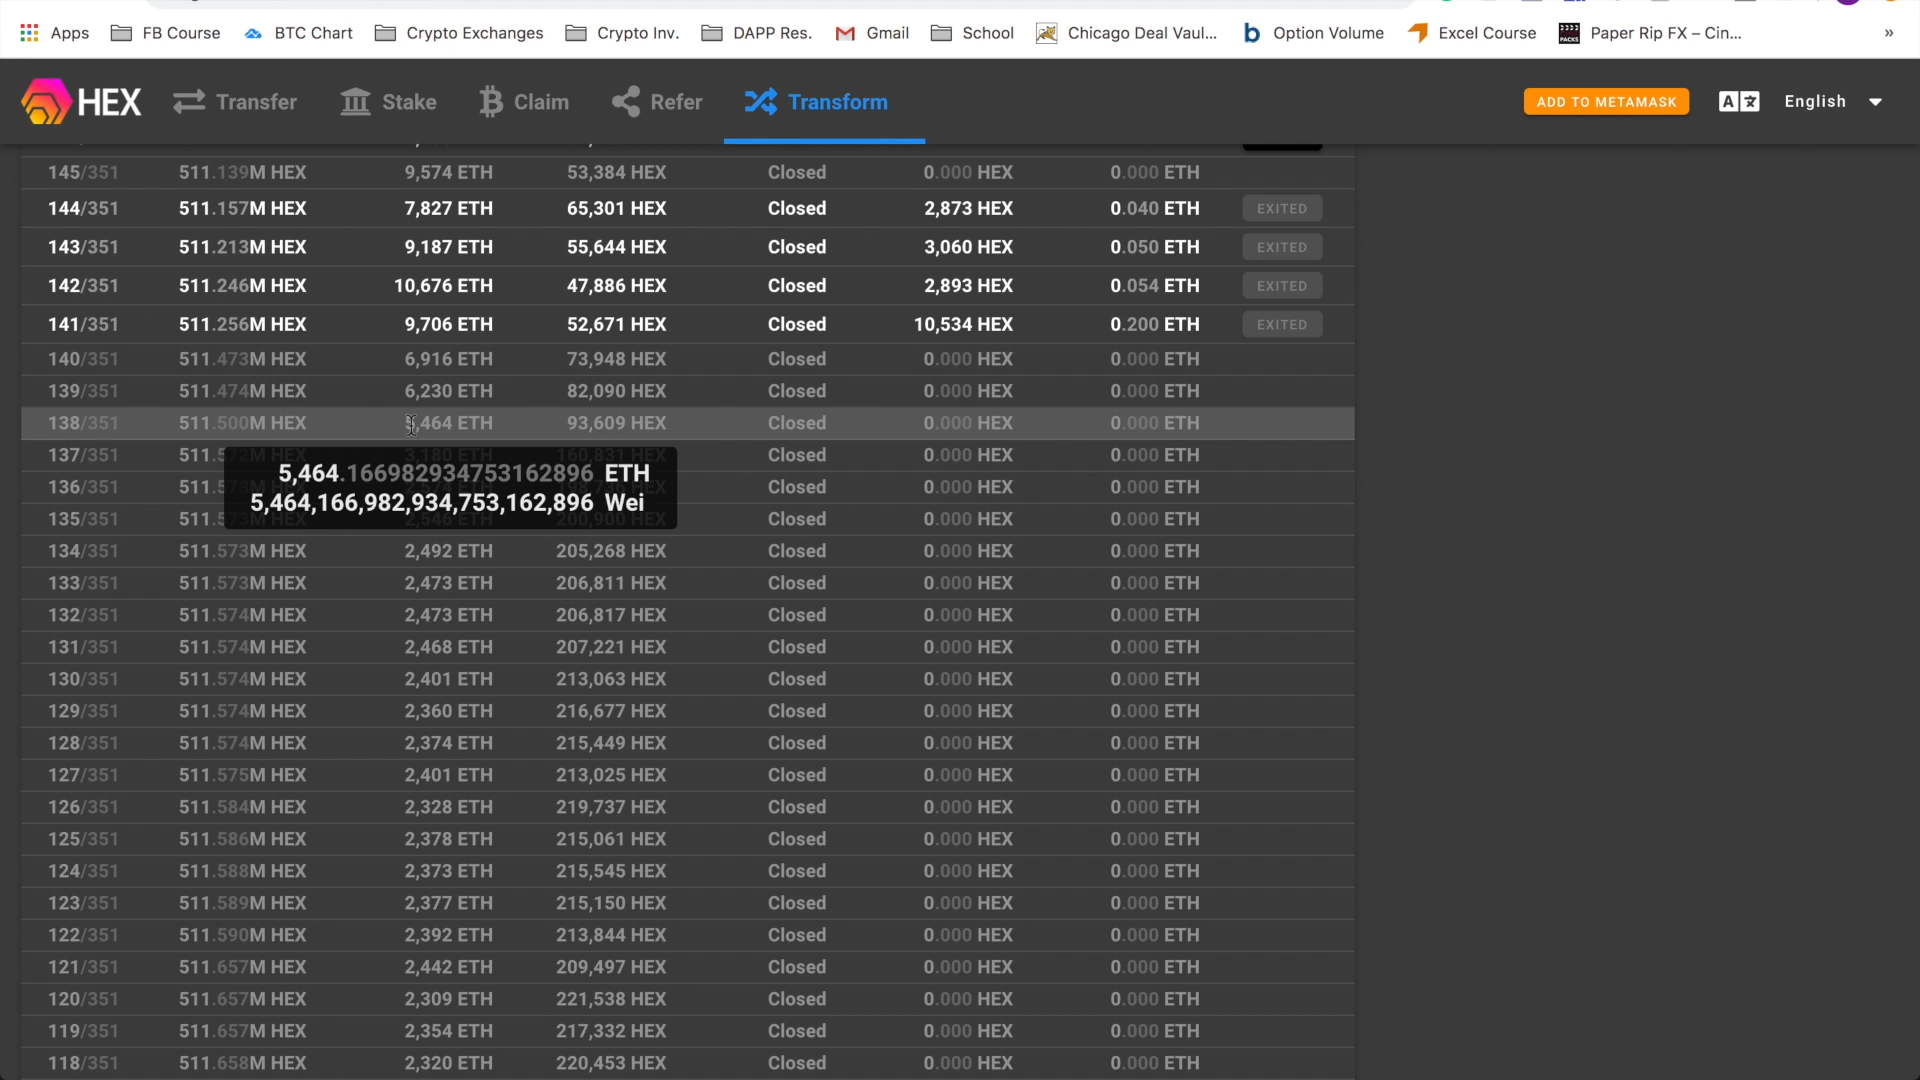 Apps FB Course BTC Chart Crypto Exchanges Crypto Inv. DAPP Res. Gmail School Chicago Deal Vaul... Option Volume Excel Course Paper Rip FX – Cin... »
HEX Transfer Stake Claim Refer Transform ADD TO METAMASK English
145/351 511.139M HEX 9,574 ETH 53,384 HEX Closed 0.000 HEX 0.000 ETH
144/351 511.157M HEX 7,827 ETH 65,301 HEX Closed 2,873 HEX 0.040 ETH EXITED
143/351 511.213M HEX 9,187 ETH 55,644 HEX Closed 3,060 HEX 0.050 ETH EXITED
142/351 511.246M HEX 10,676 ETH 47,886 HEX Closed 2,893 HEX 0.054 ETH EXITED
141/351 511.256M HEX 9,706 ETH 52,671 HEX Closed 10,534 HEX 0.200 ETH EXITED
140/351 511.473M HEX 6,916 ETH 73,948 HEX Closed 0.000 HEX 0.000 ETH
139/351 511.474M HEX 6,230 ETH 82,090 HEX Closed 0.000 HEX 0.000 ETH
138/351 511.500M HEX 5,464 ETH 93,609 HEX Closed 0.000 HEX 0.000 ETH
137/351 3,180 ETH 160,831 HEX Closed 0.000 HEX 0.000 ETH
5,464.166982934753162896 ETH
136/351 Closed 0.000 HEX 0.000 ETH
5,464,166,982,934,753,162,896 Wei
135/351 2,546 ETH 200,900 HEX Closed 0.000 HEX 0.000 ETH
134/351 511.573M HEX 2,492 ETH 205,268 HEX Closed 0.000 HEX 0.000 ETH
133/351 511.573M HEX 2,473 ETH 206,811 HEX Closed 0.000 HEX 0.000 ETH
132/351 511.574M HEX 2,473 ETH 206,817 HEX Closed 0.000 HEX 0.000 ETH
131/351 511.574M HEX 2,468 ETH 207,221 HEX Closed 0.000 HEX 0.000 ETH
130/351 511.574M HEX 2,401 ETH 213,063 HEX Closed 0.000 HEX 0.000 ETH
129/351 511.574M HEX 2,360 ETH 216,677 HEX Closed 0.000 HEX 0.000 ETH
128/351 511.574M HEX 2,374 ETH 215,449 HEX Closed 0.000 HEX 0.000 ETH
127/351 511.575M HEX 2,401 ETH 213,025 HEX Closed 0.000 HEX 0.000 ETH
126/351 511.584M HEX 2,328 ETH 219,737 HEX Closed 0.000 HEX 0.000 ETH
125/351 511.586M HEX 2,378 ETH 215,061 HEX Closed 0.000 HEX 0.000 ETH
124/351 511.588M HEX 2,373 ETH 215,545 HEX Closed 0.000 HEX 0.000 ETH
123/351 511.589M HEX 2,377 ETH 215,150 HEX Closed 0.000 HEX 0.000 ETH
122/351 511.590M HEX 2,392 ETH 213,844 HEX Closed 0.000 HEX 0.000 ETH
121/351 511.657M HEX 2,442 ETH 209,497 HEX Closed 0.000 HEX 0.000 ETH
120/351 511.657M HEX 2,309 ETH 221,538 HEX Closed 0.000 HEX 0.000 ETH
119/351 511.657M HEX 2,354 ETH 217,332 HEX Closed 0.000 HEX 0.000 ETH
118/351 511.658M HEX 2,320 ETH 220,453 HEX Closed 0.000 HEX 0.000 ETH